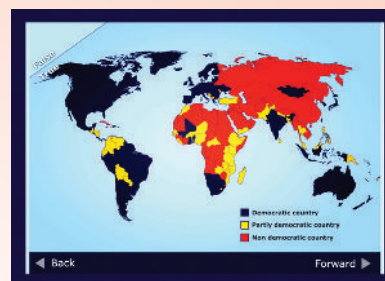 False
True
Democratic country
Partly democratic country
Non democratic country
Back
Forward